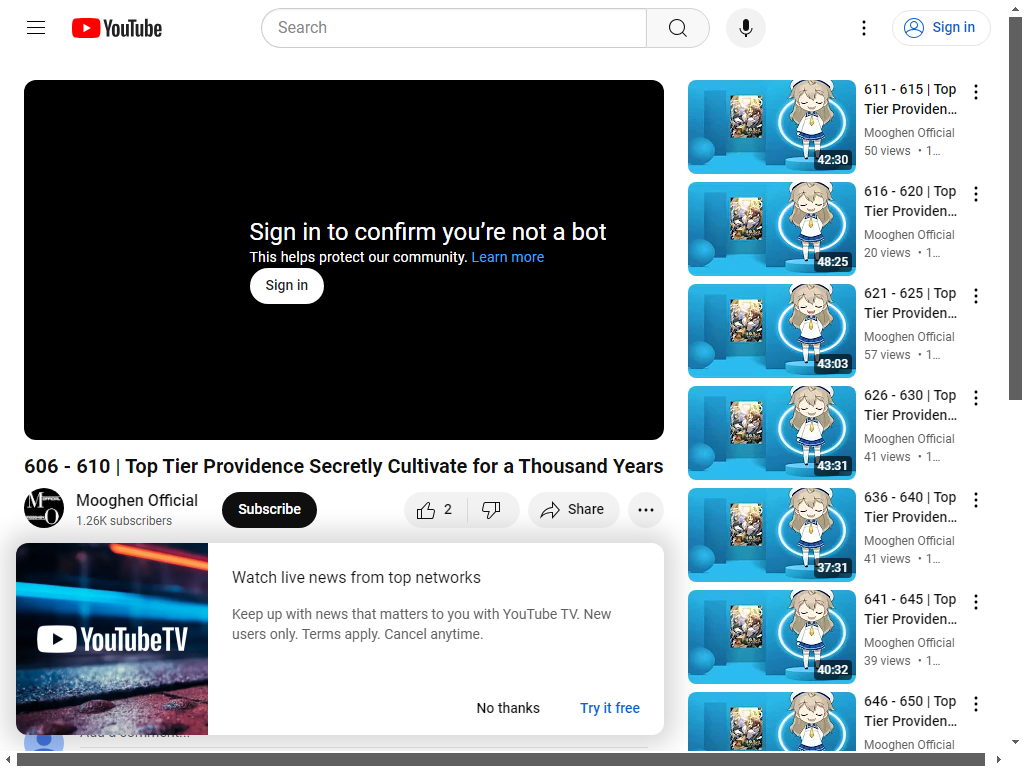 YouTube
Search
Sign in
Sign in to confirm you’re not a bot
This helps protect our community. Learn more
Sign in
606 - 610 | Top Tier Providence Secretly Cultivate for a Thousand Years
Mooghen Official
1.26K subscribers
Subscribe
2
Share
YouTubeTV
Watch live news from top networks
Keep up with news that matters to you with YouTube TV. New
users only. Terms apply. Cancel anytime.
No thanks
Try it free
Add a comment...
611 - 615 | Top
Tier Providen...
Mooghen Official
50 views • 1...
42:30
616 - 620 | Top
Tier Providen...
Mooghen Official
20 views • 1...
48:25
621 - 625 | Top
Tier Providen...
Mooghen Official
57 views • 1...
43:03
626 - 630 | Top
Tier Providen...
Mooghen Official
41 views • 1...
43:31
636 - 640 | Top
Tier Providen...
Mooghen Official
41 views • 1...
37:31
641 - 645 | Top
Tier Providen...
Mooghen Official
39 views • 1...
40:32
646 - 650 | Top
Tier Providen...
Mooghen Official